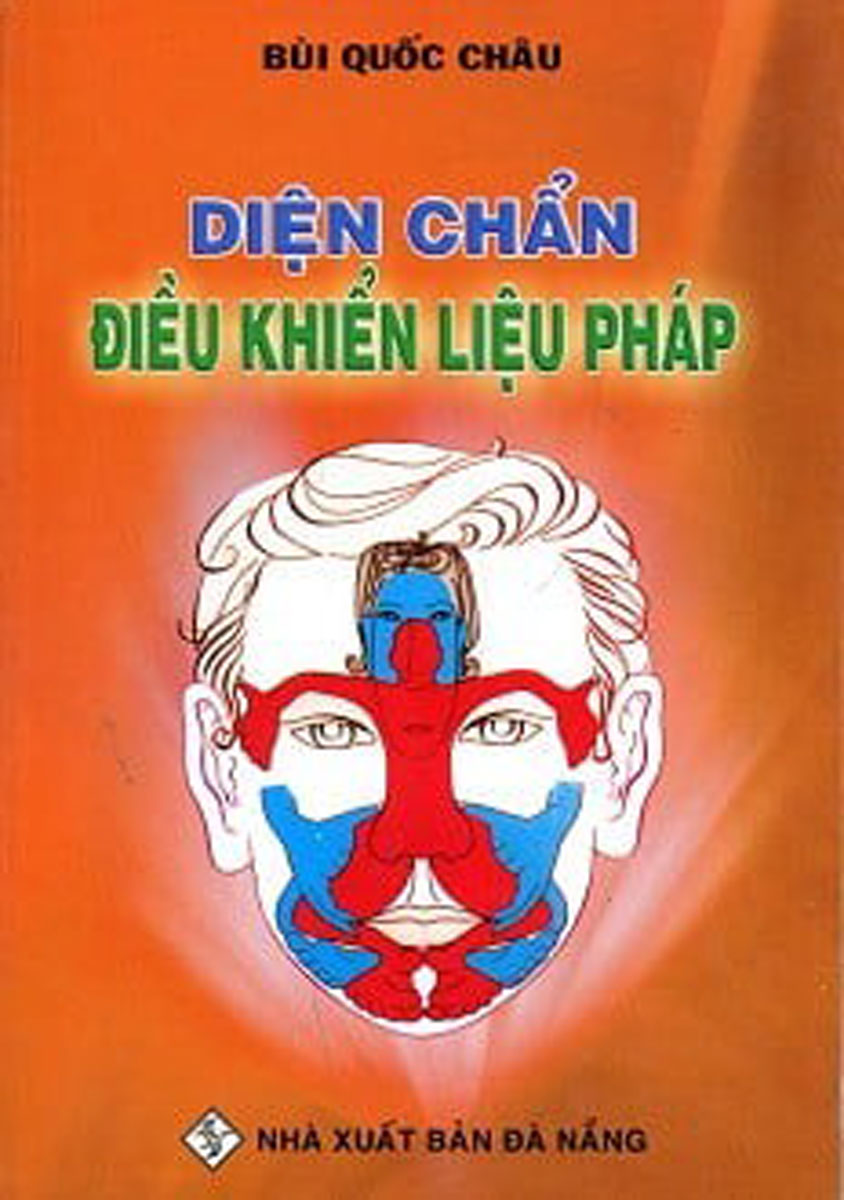 BÙI QUỐC CHÂU
DIỆN CHẨN
ĐIỀU KHIỂN LIỆU PHÁP
NHÀ XUẤT BẢN ĐÀ NẴNG